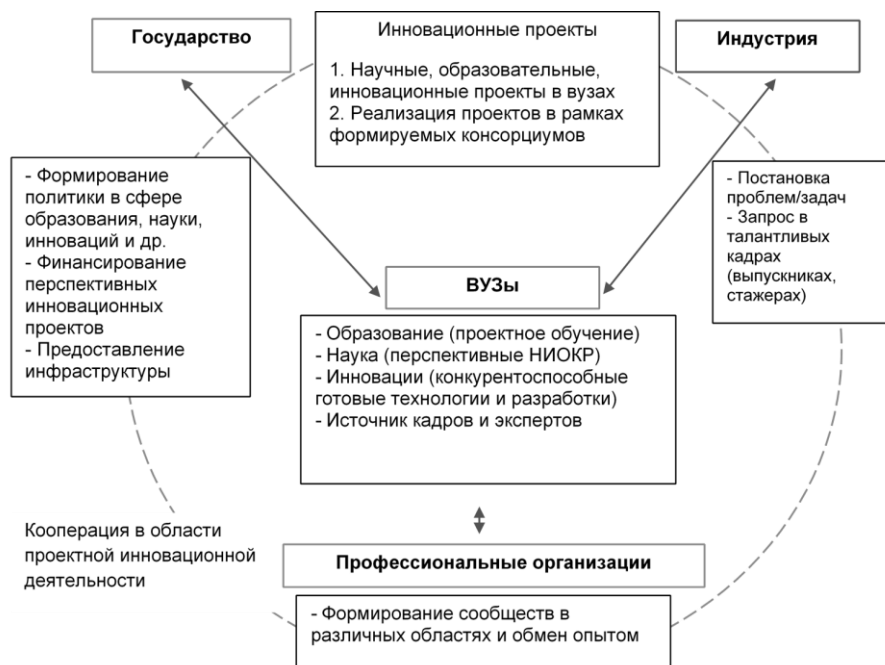 Государство
Инновационные проекты
1. Научные, образовательные,
инновационные проекты в вузах
2. Реализация проектов в рамках
формируемых консорциумов
Индустрия
- Формирование
политики в сфере
образования, науки,
инноваций и др.
- Финансирование
перспективных
инновационных
проектов
- Предоставление
инфраструктуры
- Постановка
проблем/задач
- Запрос в
талантливых
кадрах
(выпускниках,
стажерах)
ВУЗы
- Образование (проектное обучение)
- Наука (перспективные НИОКР)
- Инновации (конкурентоспособные
готовые технологии и разработки)
- Источник кадров и экспертов
Кооперация в области
проектной инновационной
деятельности
Профессиональные организации
- Формирование сообществ в
различных областях и обмен опытом